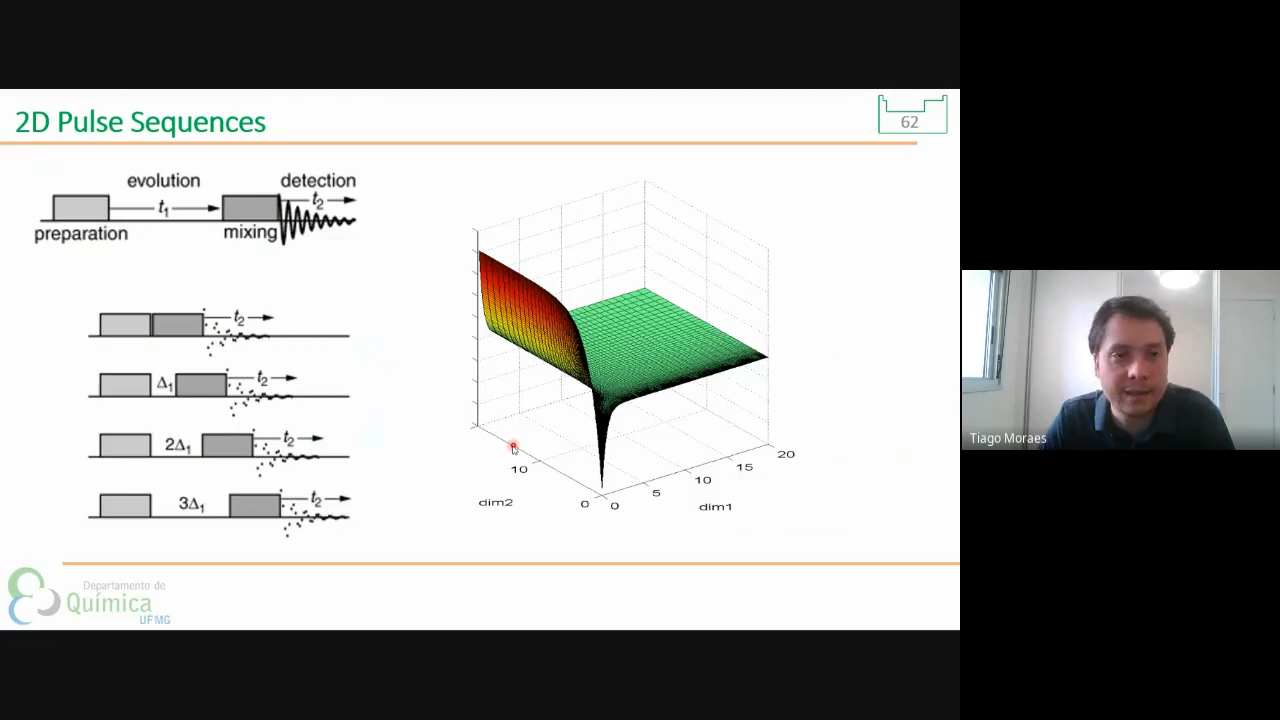 2D Pulse Sequences
62
evolution
detection
t1
t2
preparation
mixing
t2
Δ1
t2
2Δ1
t2
3Δ1
t2
10
0
dim2
0
5
10
15
20
dim1
Departamento de
Química
UFMG
Tiago Moraes